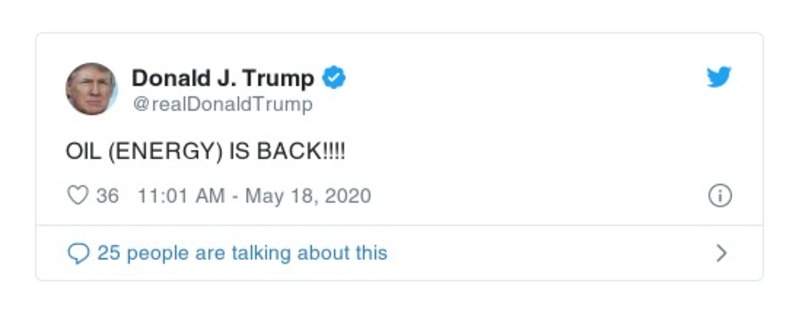 Donald J. Trump
@realDonaldTrump
OIL (ENERGY) IS BACK!!!!
36 11:01 AM - May 18, 2020
25 people are talking about this